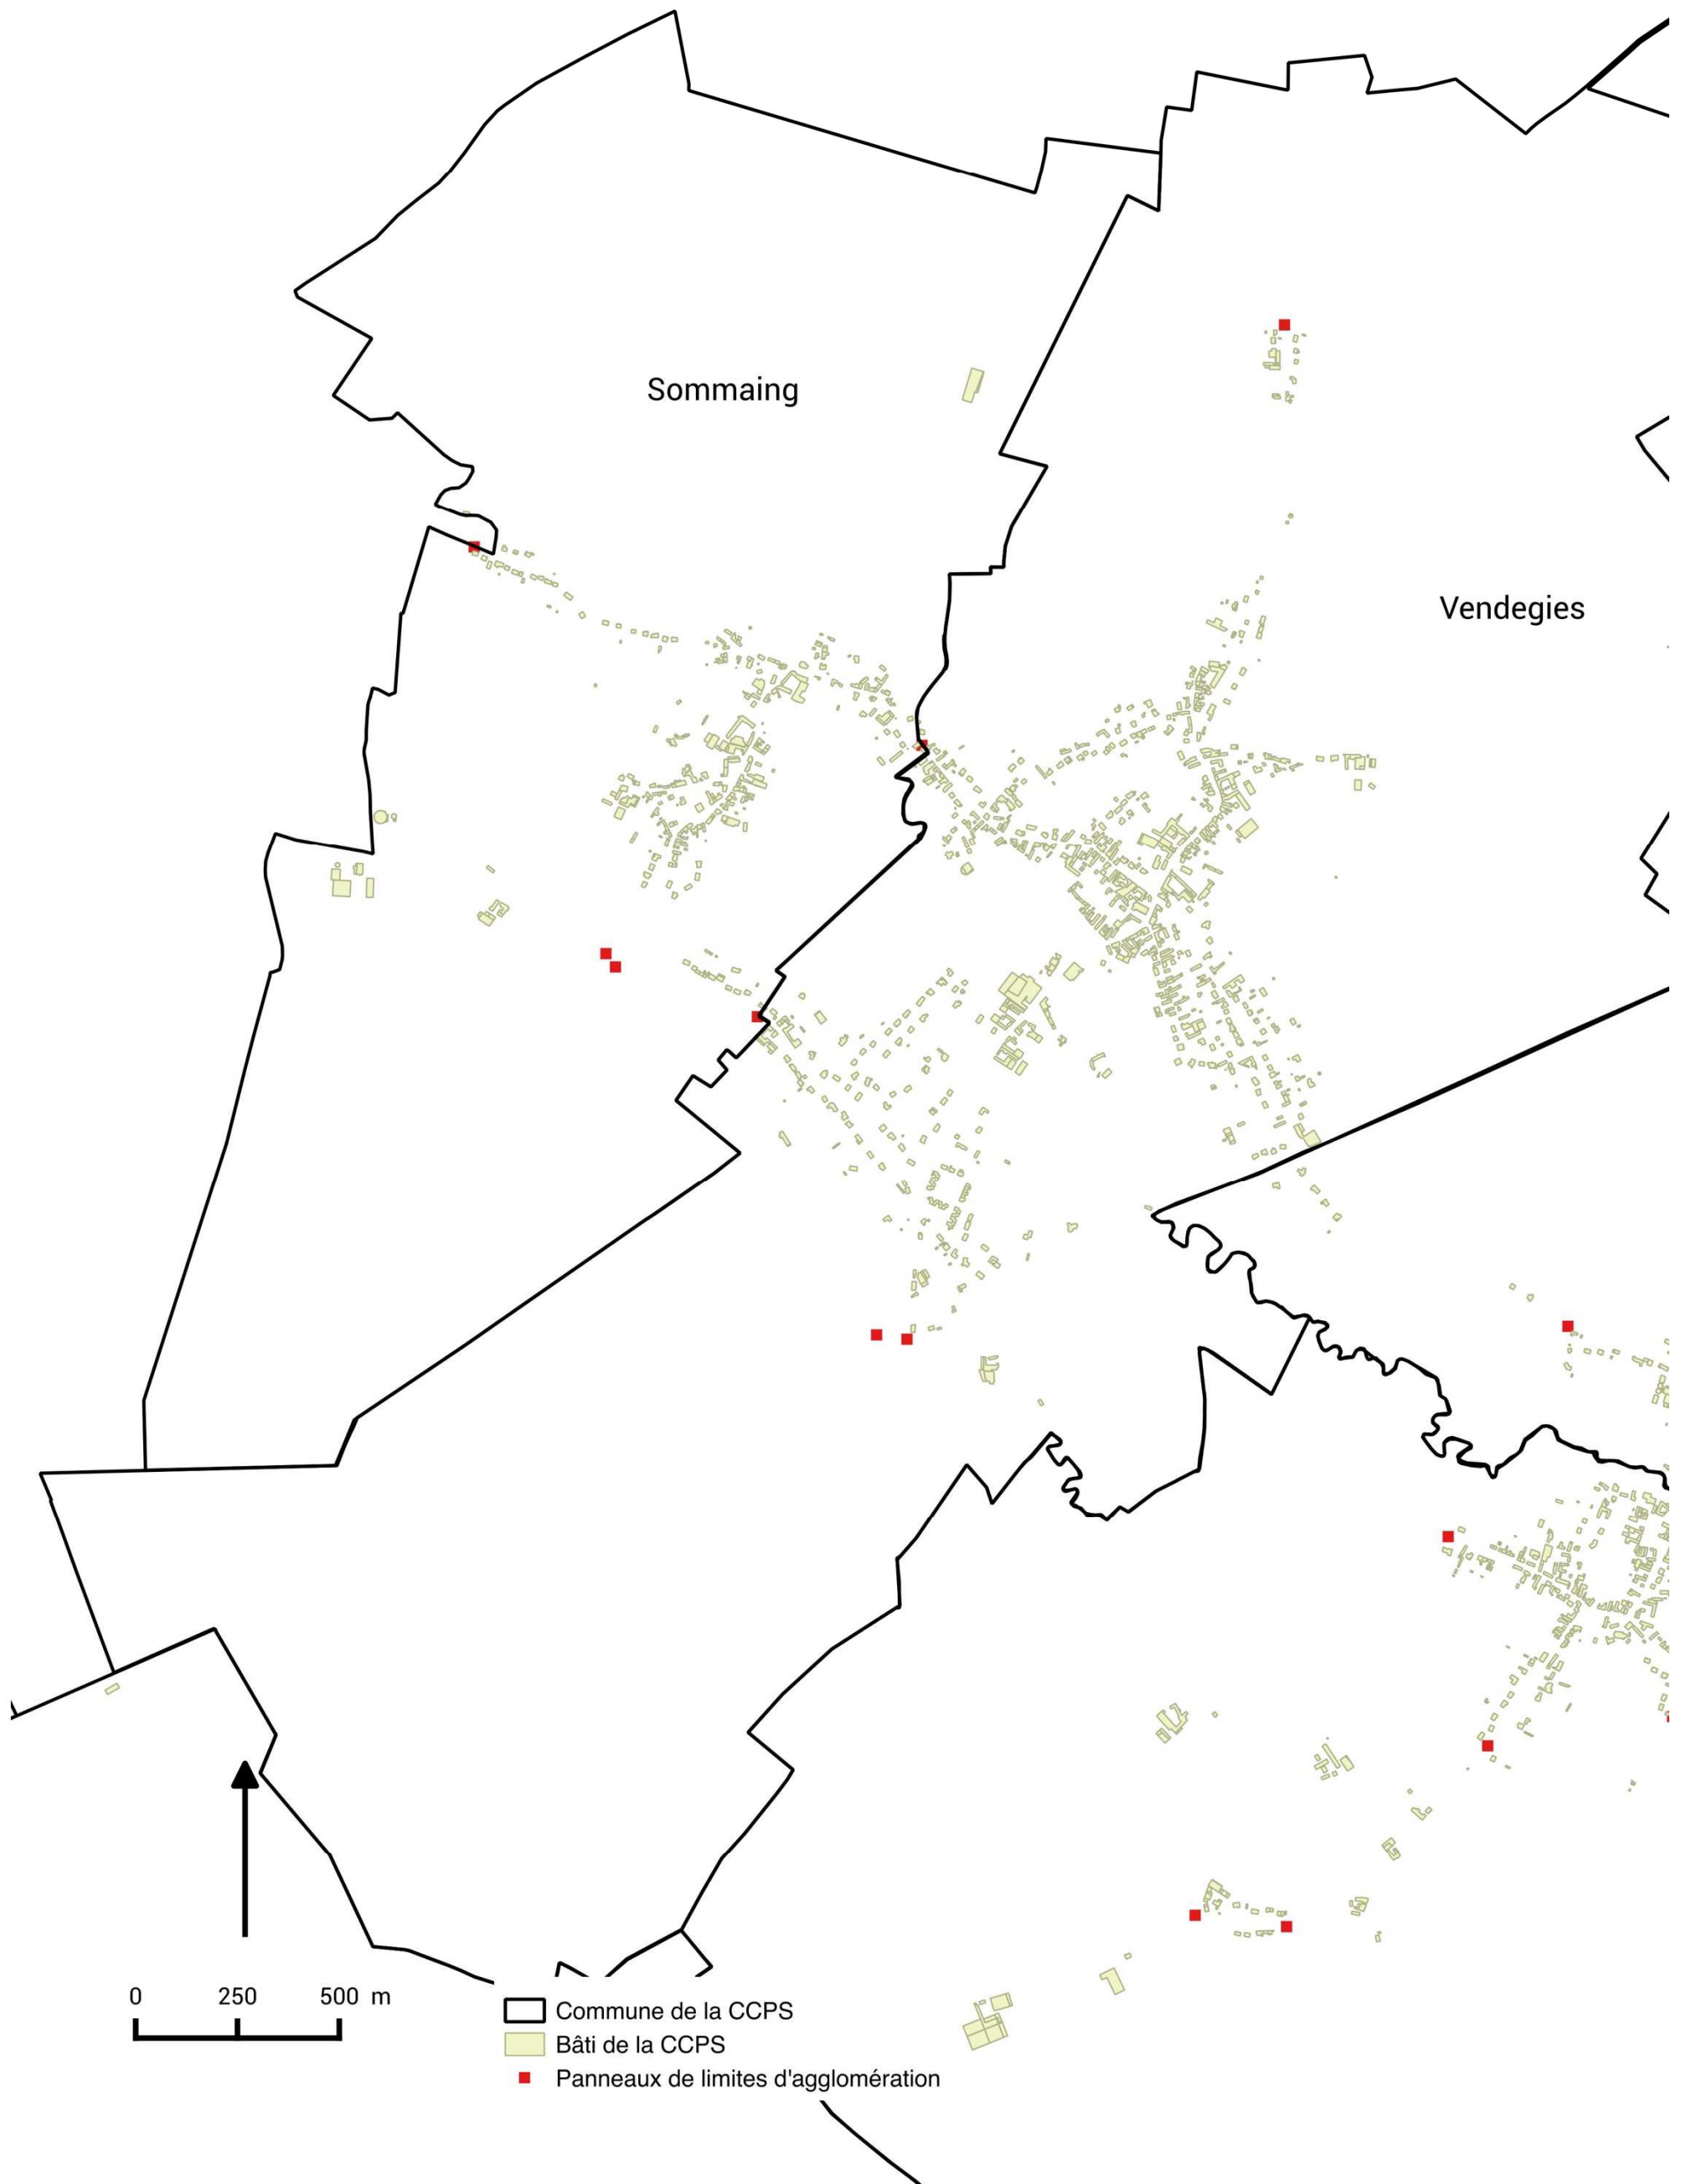 Sommaing
Vendegies
0 250 500 m
Commune de la CCPS
Bâti de la CCPS
Panneaux de limites d'agglomération